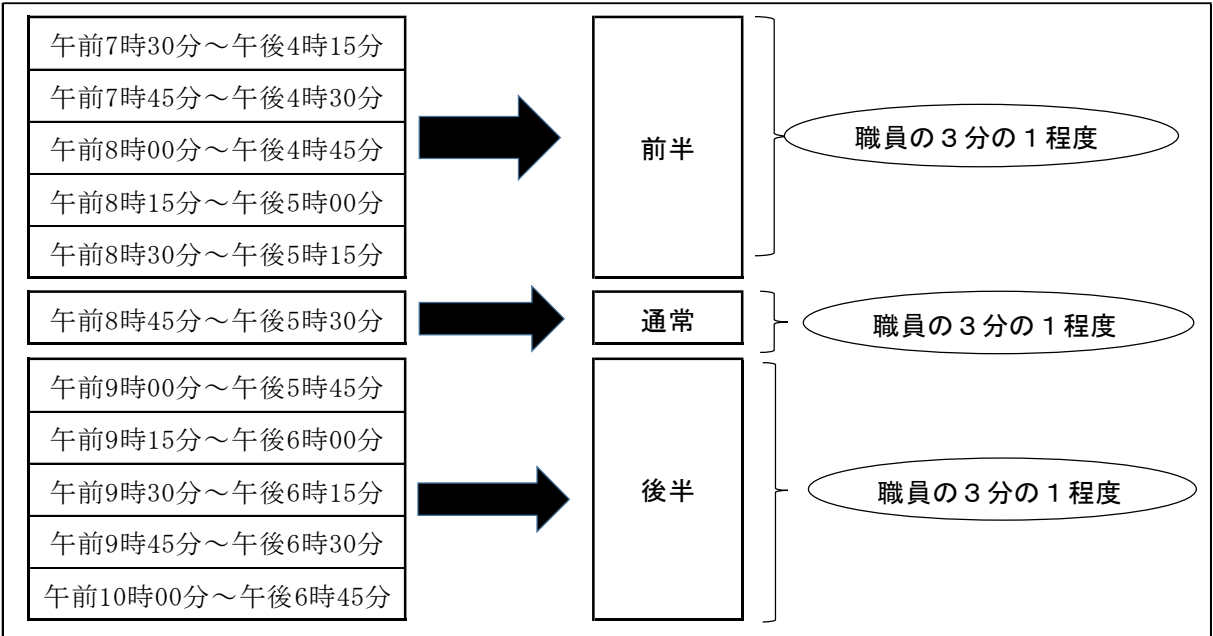 午前7時30分～午後4時15分
午前7時45分～午後4時30分
午前8時00分～午後4時45分
午前8時15分～午後5時00分
午前8時30分～午後5時15分
前半
職員の３分の１程度
午前8時45分～午後5時30分
通常
職員の３分の１程度
午前9時00分～午後5時45分
午前9時15分～午後6時00分
午前9時30分～午後6時15分
午前9時45分～午後6時30分
午前10時00分～午後6時45分
後半
職員の３分の１程度